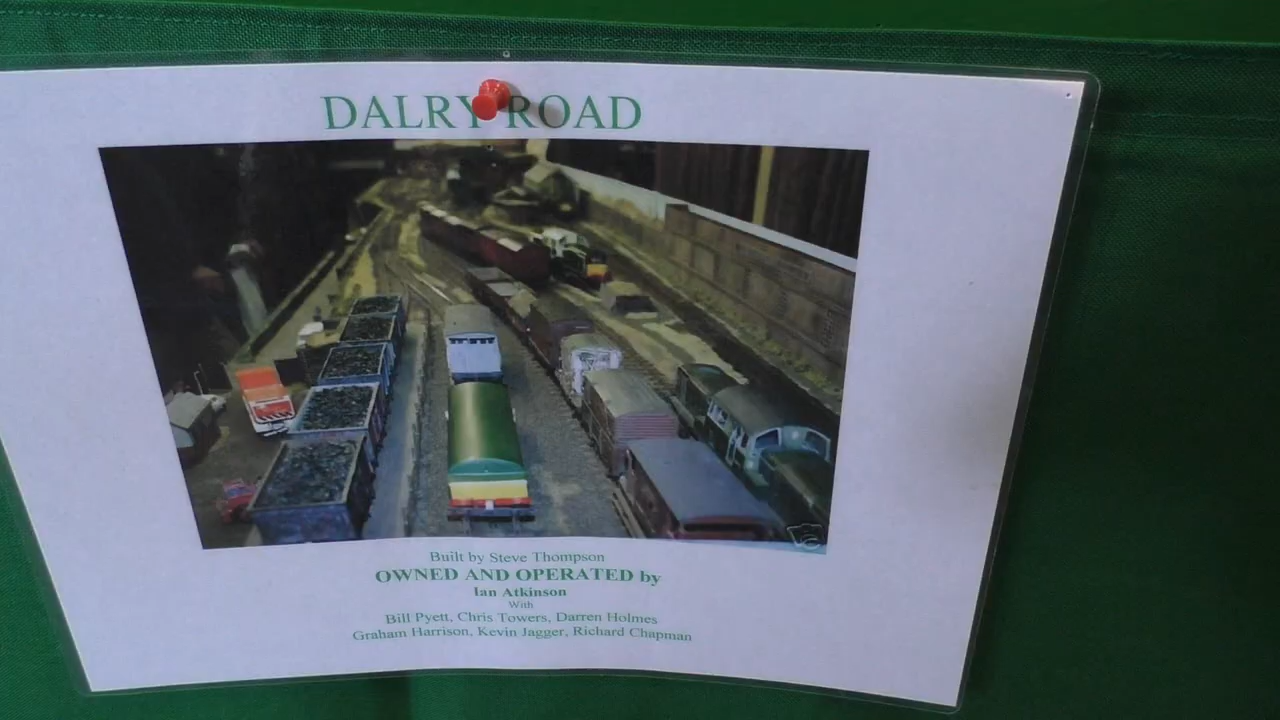 DALRY ROAD
Built by Steve Thompson
OWNED AND OPERATED by
Ian Atkinson
With
Bill Pyett, Chris Towers, Darren Holmes
Graham Harrison, Kevin Jagger, Richard Chapman